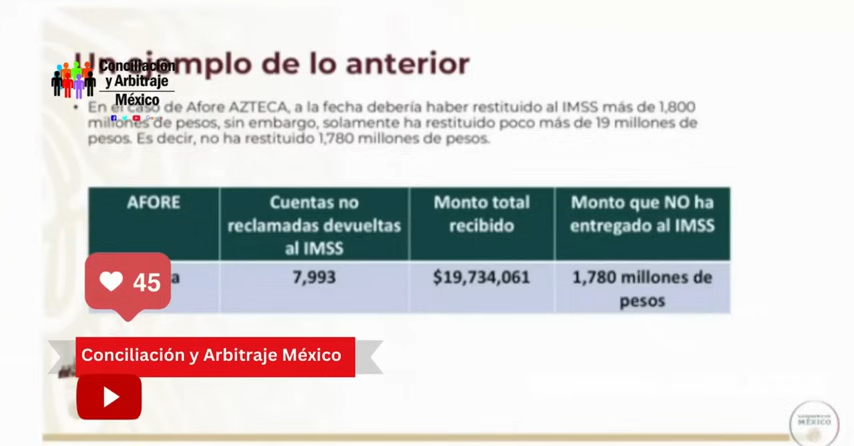 Un ejemplo de lo anterior
Conciliación
y Arbitraje
México
• En el caso de Afore AZTECA, a la fecha debería haber restituido al IMSS más de 1,800
millones de pesos, sin embargo, solamente ha restituido poco más de 19 millones de
pesos. Es decir, no ha restituido 1,780 millones de pesos.
AFORE
Cuentas no
reclamadas devueltas
al IMSS
Monto total
recibido
Monto que NO ha
entregado al IMSS
7,993
$19,734,061
1,780 millones de
pesos
45
Conciliación y Arbitraje México
MÉXICO